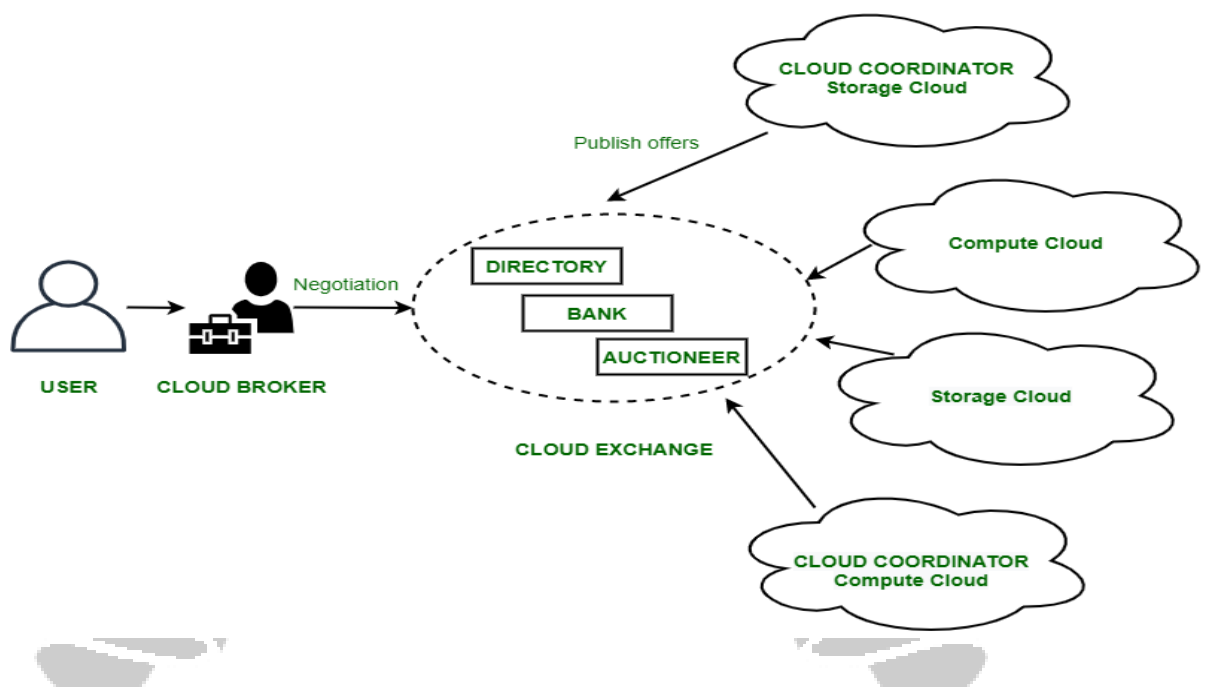 CLOUD COORDINATOR
Storage Cloud
Publish offers
Compute Cloud
DIRECTORY
Negotiation
BANK
AUCTIONEER
USER
CLOUD BROKER
Storage Cloud
CLOUD EXCHANGE
CLOUD COORDINATOR
Compute Cloud